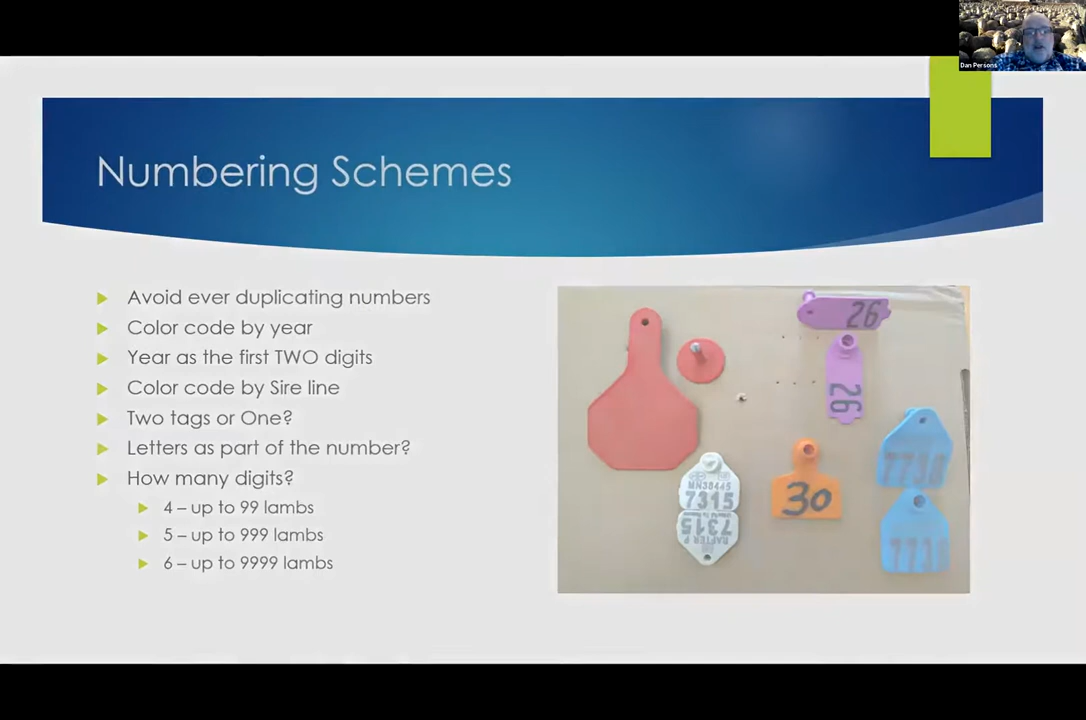 Dan Persons
Numbering Schemes
Avoid ever duplicating numbers
Color code by year
Year as the first TWO digits
Color code by Sire line
Two tags or One?
Letters as part of the number?
How many digits?
4 – up to 99 lambs
5 – up to 999 lambs
6 – up to 9999 lambs
26
26
MN38445
7315
7315
RAFTER P
30
7738